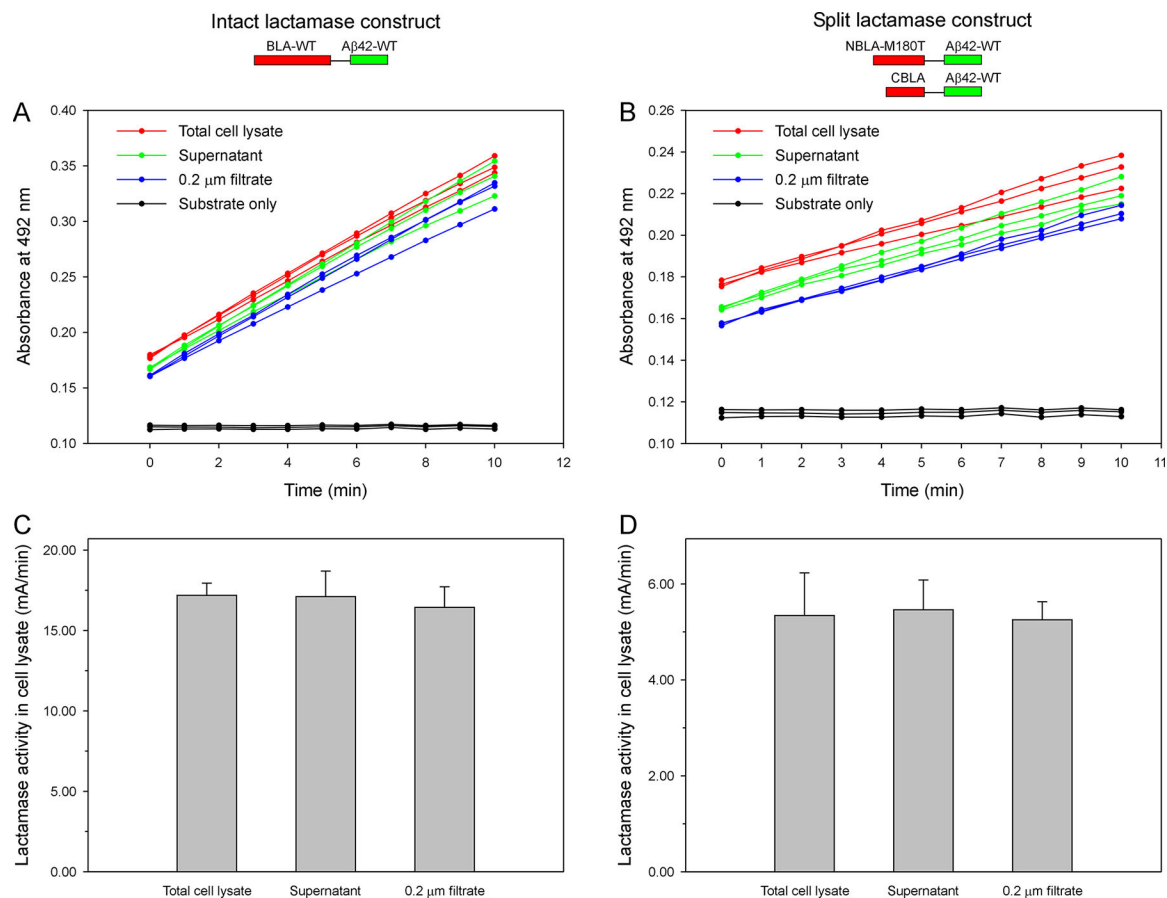 Intact lactamase construct
BLA-WT Aβ42-WT
Split lactamase construct
NBLA-M180T Aβ42-WT
CBLA Aβ42-WT
A
0.40
0.35
0.30
0.25
0.20
0.15
0.10
Absorbance at 492 nm
Total cell lysate
Supernatant
0.2 μm filtrate
Substrate only
0 2 4 6 8 10 12
Time (min)
B
0.26
0.24
0.22
0.20
0.18
0.16
0.14
0.12
0.10
Absorbance at 492 nm
Total cell lysate
Supernatant
0.2 μm filtrate
Substrate only
0 1 2 3 4 5 6 7 8 9 10 11
Time (min)
C
20.00
15.00
10.00
5.00
0.00
Lactamase activity in cell lysate (mA/min)
Total cell lysate Supernatant 0.2 μm filtrate
D
6.00
4.00
2.00
0.00
Lactamase activity in cell lysate (mA/min)
Total cell lysate Supernatant 0.2 μm filtrate